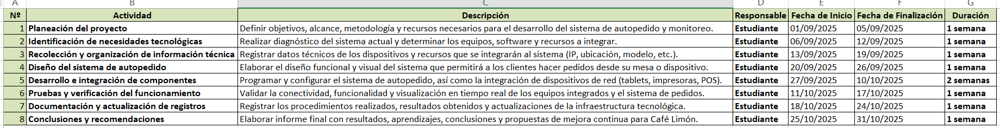 A B C D E F G
Nº Actividad Descripción Responsable Fecha de Inicio Fecha de Finalización Duración
1 Planeación del proyecto Definir objetivos, alcance, metodología y recursos necesarios para el desarrollo del sistema de autopedido y monitoreo. Estudiante 01/09/2025 05/09/2025 1 semana
2 Identificación de necesidades tecnológicas Realizar diagnóstico del sistema actual y determinar los equipos, software y recursos a integrar. Estudiante 06/09/2025 12/09/2025 1 semana
3 Recolección y organización de información técnica Registrar datos técnicos de los dispositivos y recursos que se integrarán al sistema (IP, ubicación, modelo, etc.). Estudiante 13/09/2025 19/09/2025 1 semana
4 Diseño del sistema de autopedido Elaborar el diseño funcional y visual del sistema que permitirá a los clientes hacer pedidos desde su mesa o dispositivo. Estudiante 20/09/2025 26/09/2025 1 semana
5 Desarrollo e integración de componentes Programar y configurar el sistema de autopedido, así como la integración de dispositivos de red (tablets, impresoras, POS). Estudiante 27/09/2025 10/10/2025 2 semanas
6 Pruebas y verificación del funcionamiento Validar la conectividad, funcionalidad y visualización en tiempo real de los equipos integrados y el sistema de pedidos. Estudiante 11/10/2025 17/10/2025 1 semana
7 Documentación y actualización de registros Registrar los procedimientos realizados, resultados obtenidos y actualizaciones de la infraestructura tecnológica. Estudiante 18/10/2025 24/10/2025 1 semana
8 Conclusiones y recomendaciones Elaborar informe final con resultados, aprendizajes, conclusiones y propuestas de mejora continua para Café Limón. Estudiante 25/10/2025 31/10/2025 1 semana